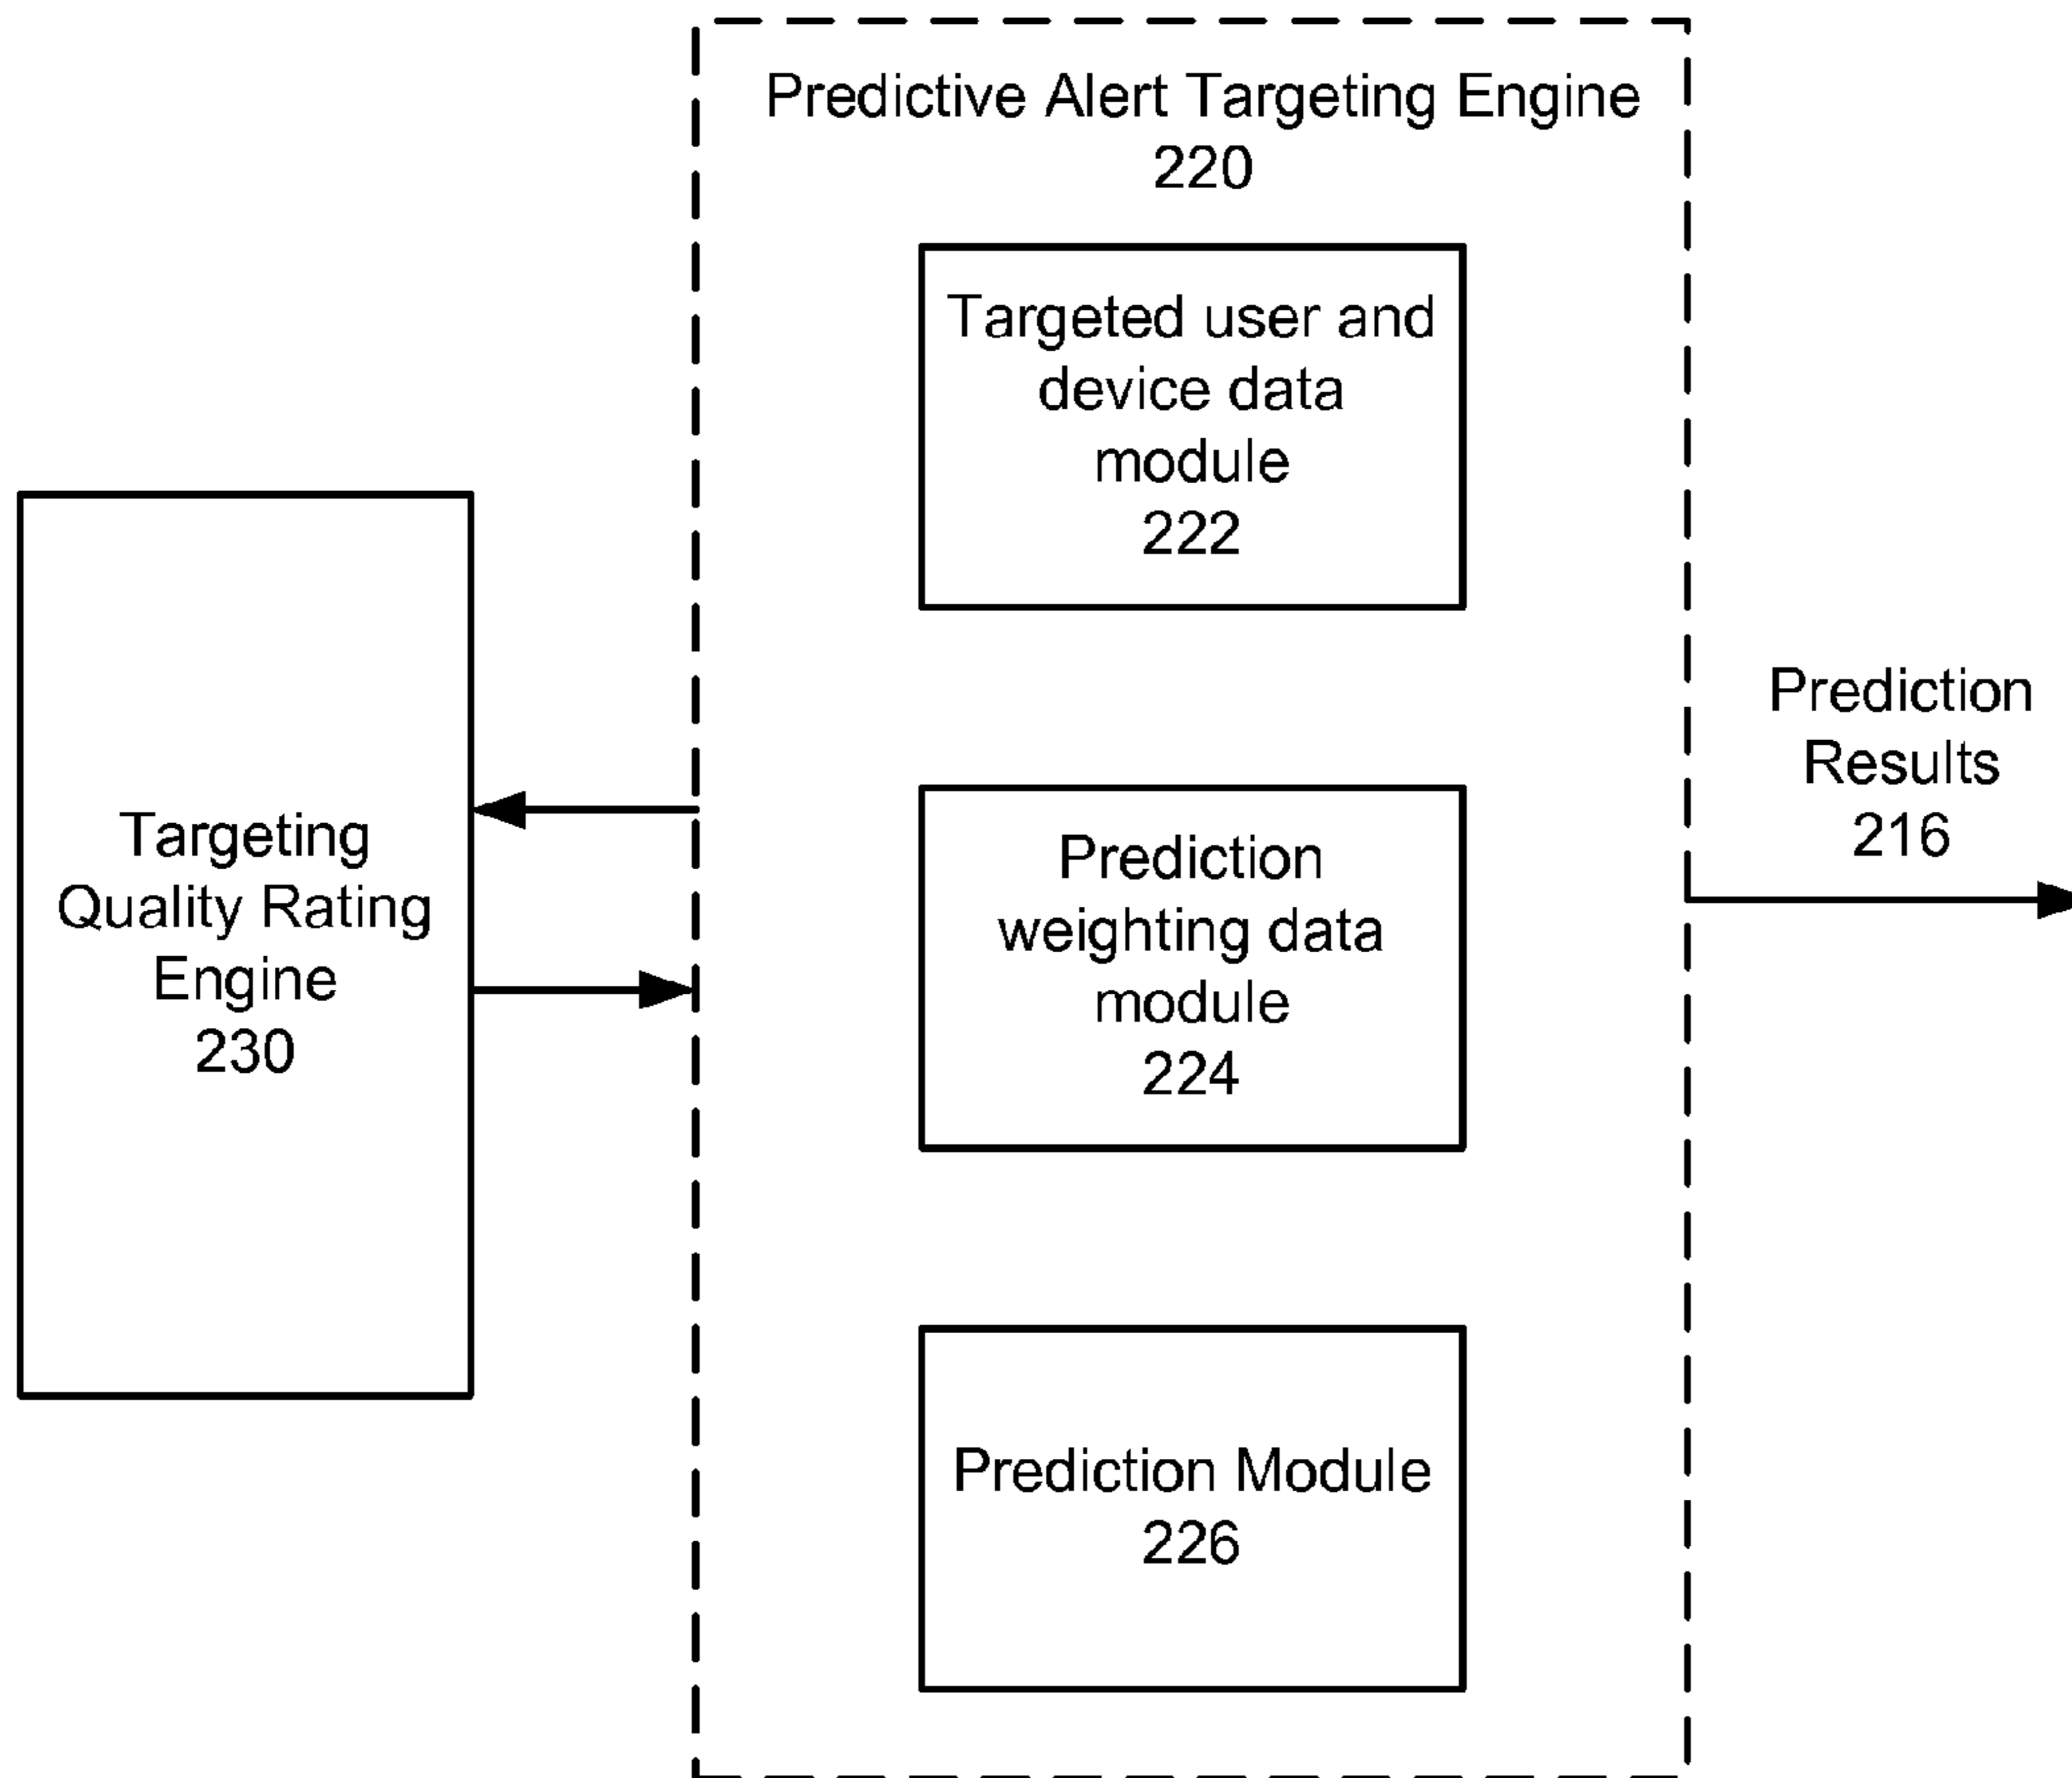 Predictive Alert Targeting Engine
220
Targeted user and
device data
module
222
Targeting
Quality Rating
Engine
230
Prediction
weighting data
module
224
Prediction Module
226
Prediction
Results
216